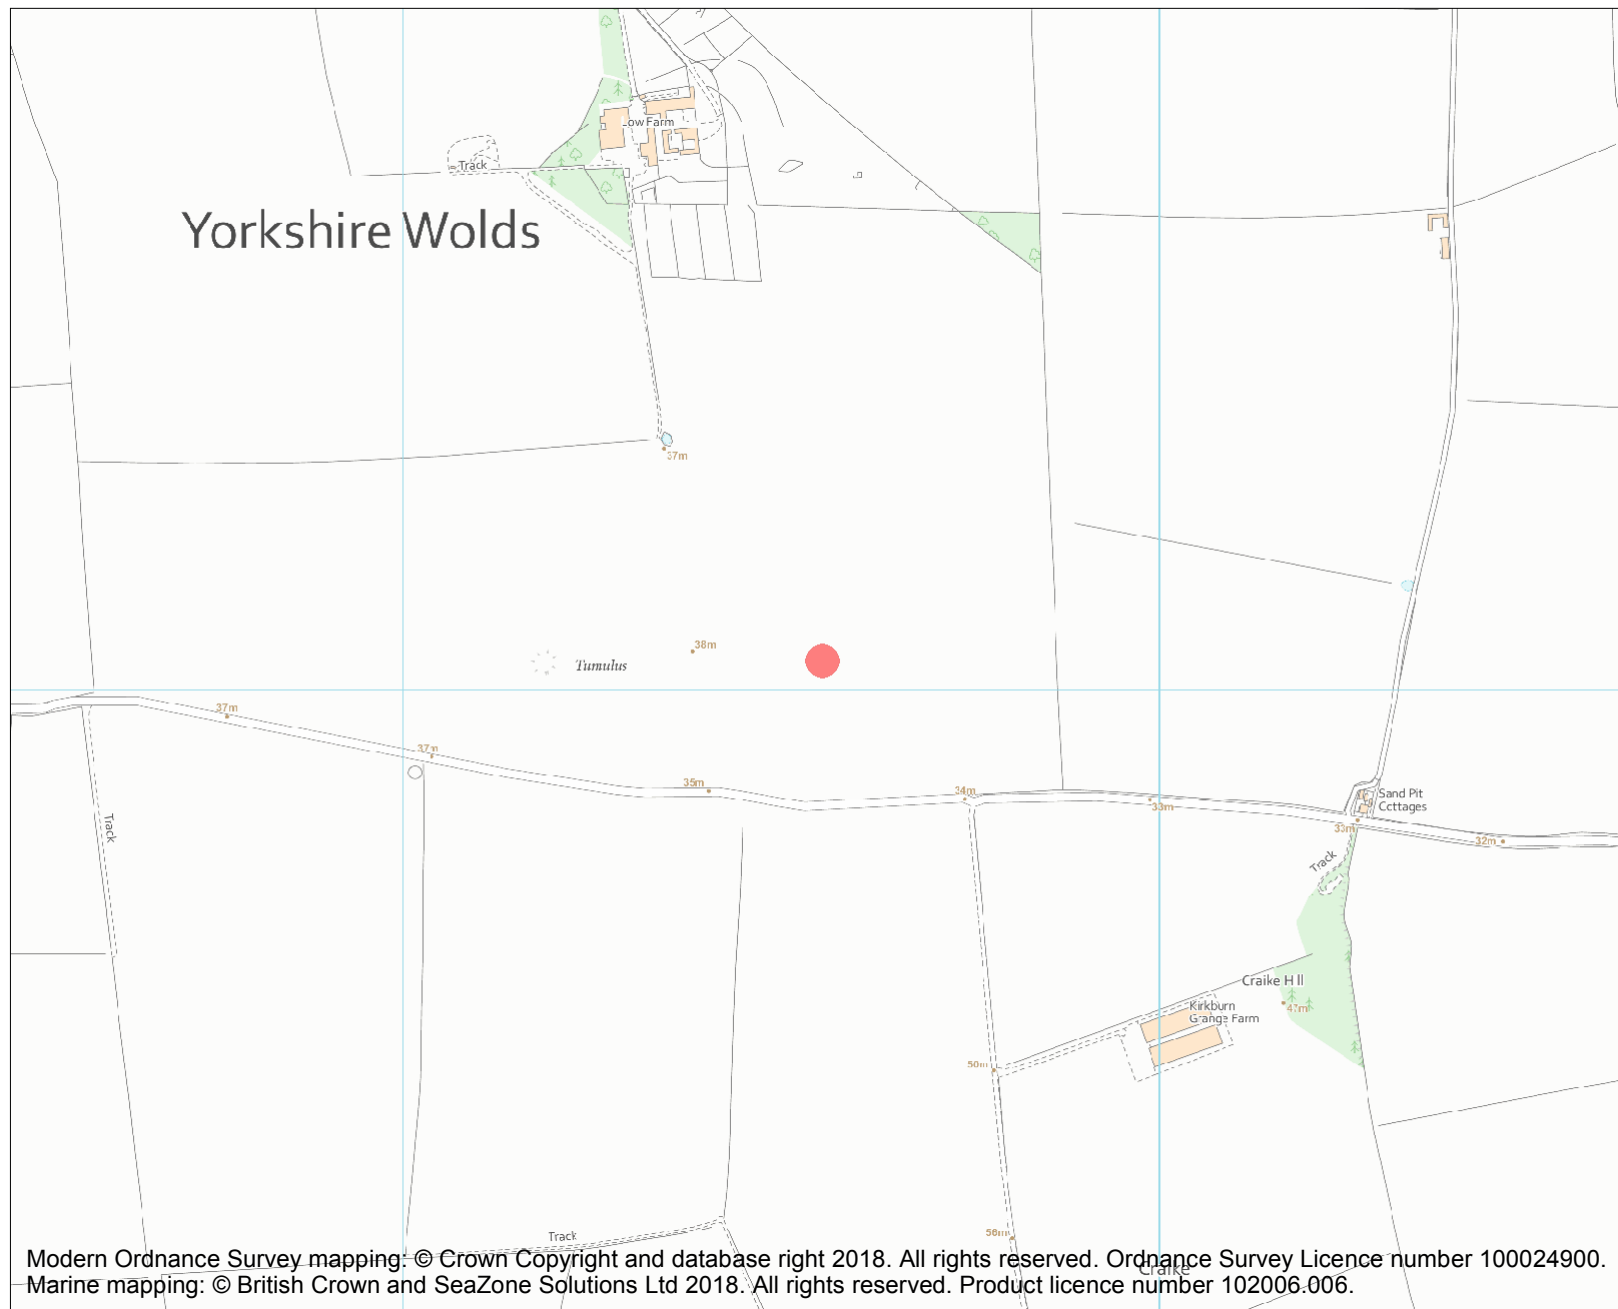 Low Farm
Track
Yorkshire Wolds
37m
38m
Tumulus
37m
37m
35m
34m
33m
Sand Pit
Cottages
33m
32m
Track
Track
Craike Hill
47m
Kirkburn
Grange Farm
50m
56m
Track
Modern Ordnance Survey mapping: © Crown Copyright and database right 2018. All rights reserved. Ordnance Survey Licence number 100024900.
Craike
Marine mapping: © British Crown and SeaZone Solutions Ltd 2018. All rights reserved. Product licence number 102006.006.